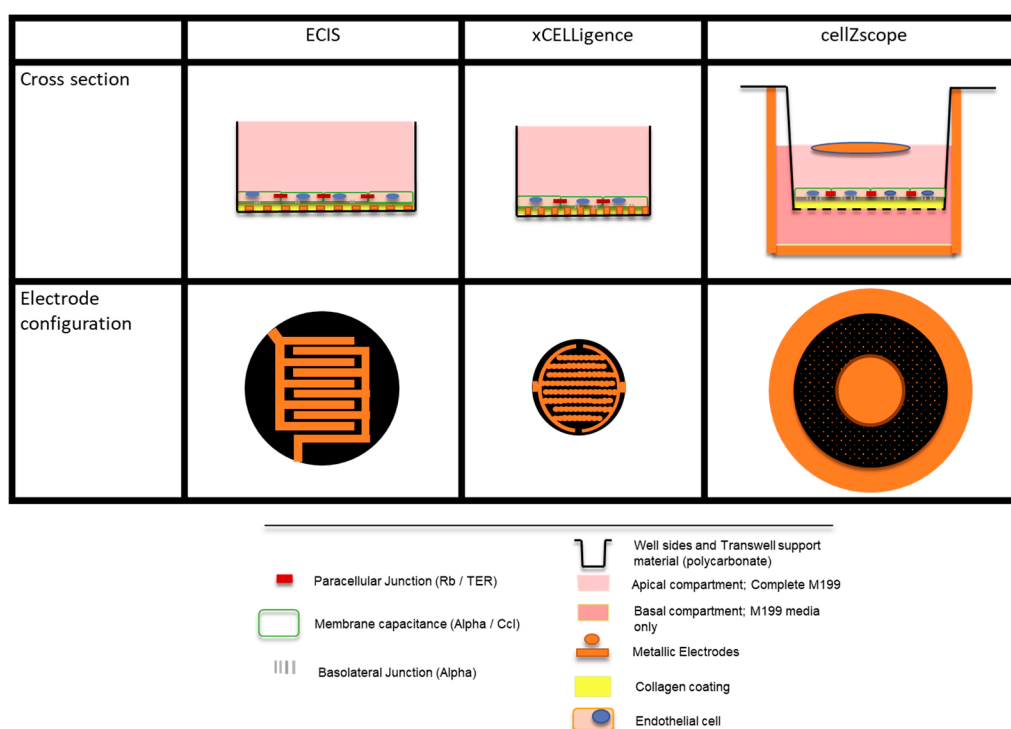 ECIS
xCELLigence
cellZscope
Cross section
Electrode
configuration
Paracellular Junction (Rb / TER)
Membrane capacitance (Alpha / Ccl)
Basolateral Junction (Alpha)
Well sides and Transwell support
material (polycarbonate)
Apical compartment; Complete M199
Basal compartment; M199 media
only
Metallic Electrodes
Collagen coating
Endothelial cell